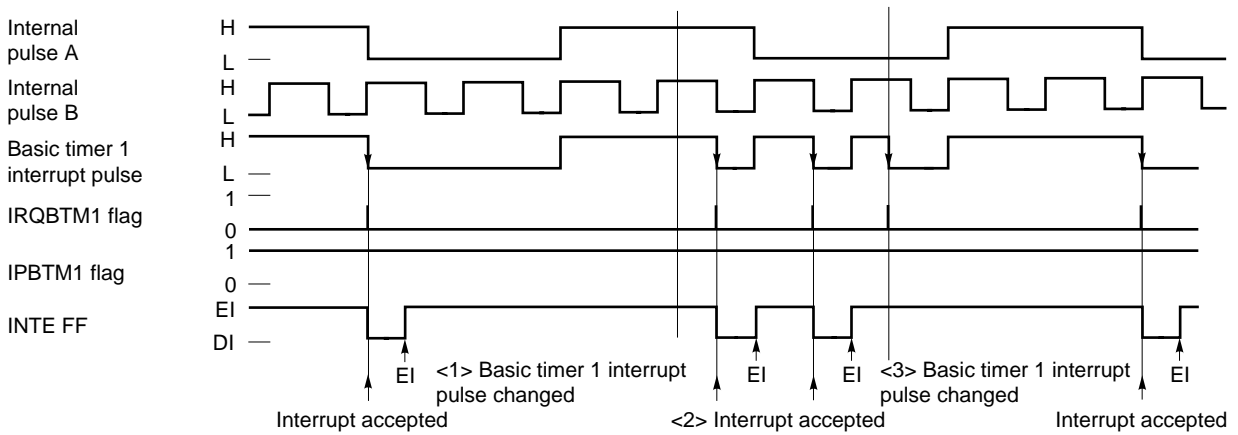 Internal
pulse A
H
L
Internal
pulse B
H
L
Basic timer 1
interrupt pulse
H
L
IRQBTM1 flag
1
0
IPBTM1 flag
1
0
INTE FF
EI
DI
EI
<1> Basic timer 1 interrupt
pulse changed
EI
EI
<3> Basic timer 1 interrupt
pulse changed
EI
Interrupt accepted
<2> Interrupt accepted
Interrupt accepted